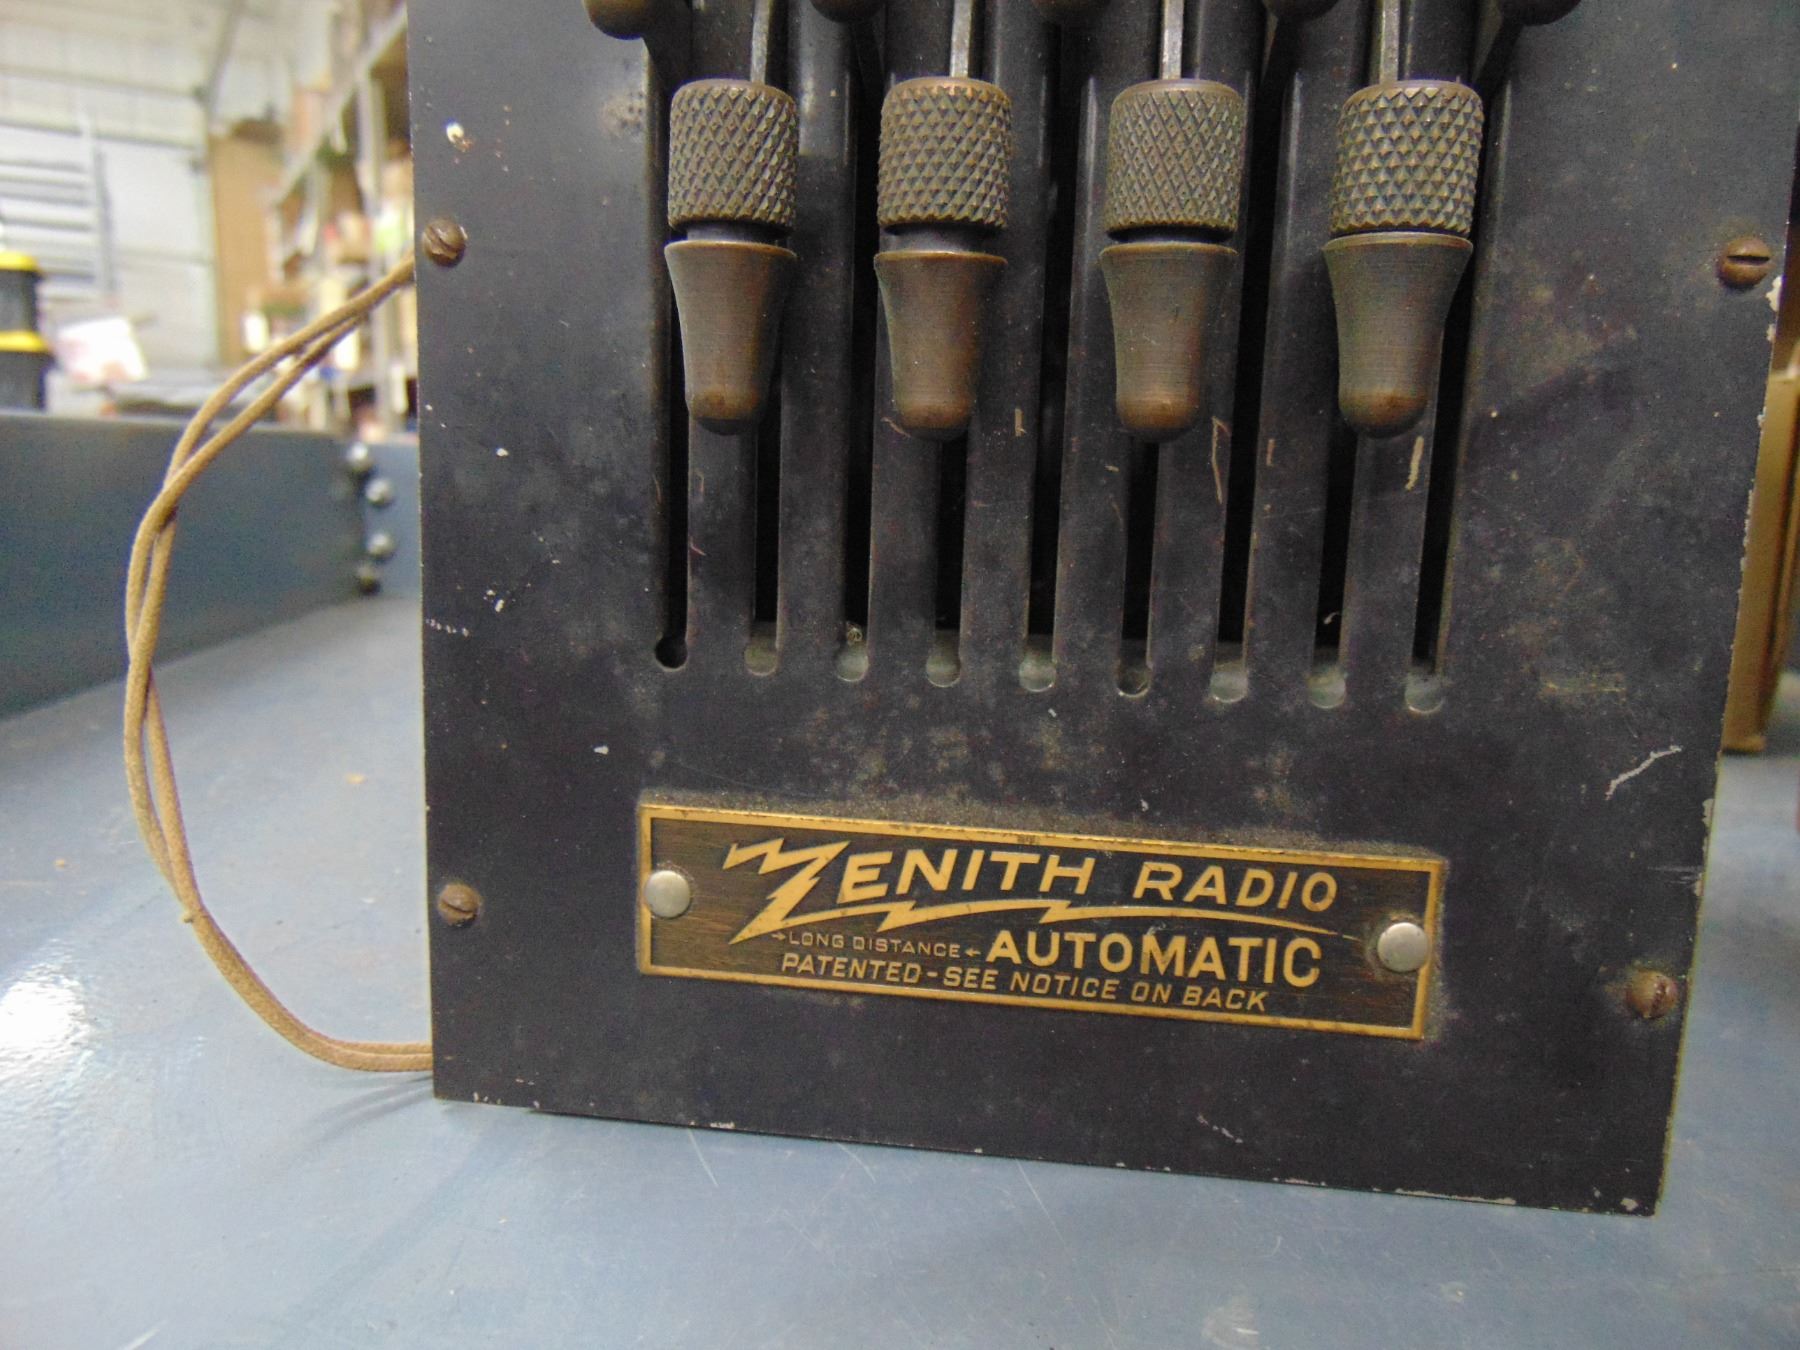 ZENITH RADIO
→LONG DISTANCE← AUTOMATIC
PATENTED-SEE NOTICE ON BACK